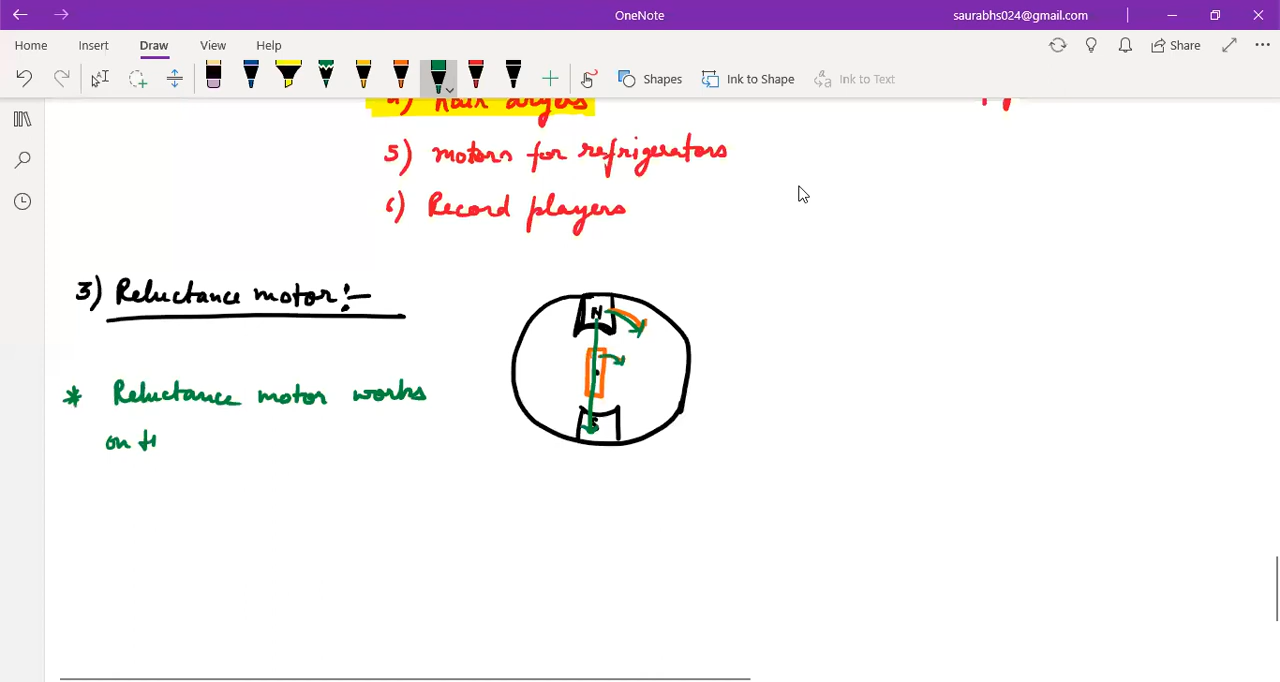 OneNote
saurabhs024@gmail.com
Home Insert Draw View Help
Share
Shapes
Ink to Shape
Ink to Text
5) motors for refrigerators
6) Record players
3) Reluctance motor:-
N
S
* Reluctance motor works
on